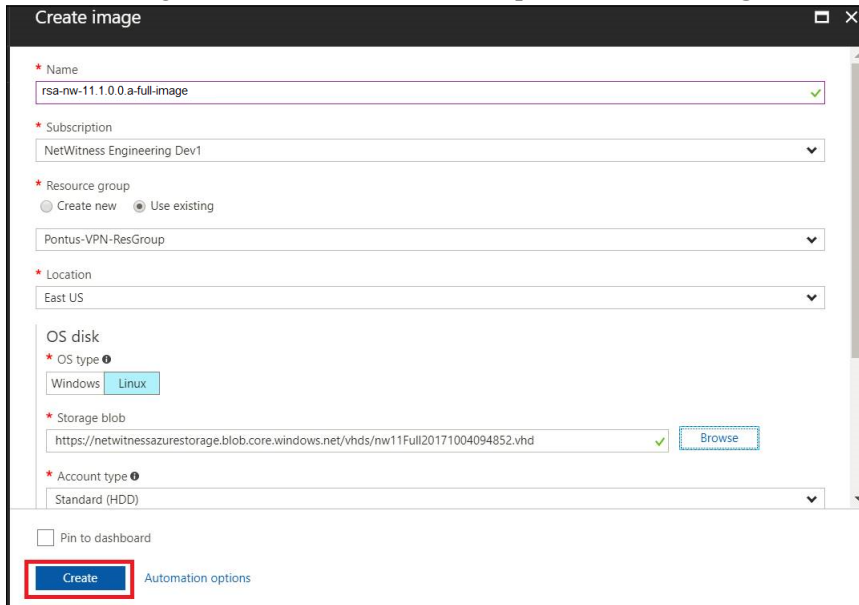 Create image
* Name
rsa-nw-11.1.0.0.a-full-image
* Subscription
NetWitness Engineering Dev1
* Resource group
Create new Use existing
Pontus-VPN-ResGroup
* Location
East US
OS disk
* OS type
Windows Linux
* Storage blob
https://netwitnessazurestorage.blob.core.windows.net/vhds/nw11Full20171004094852.vhd Browse
* Account type
Standard (HDD)
Pin to dashboard
Create Automation options